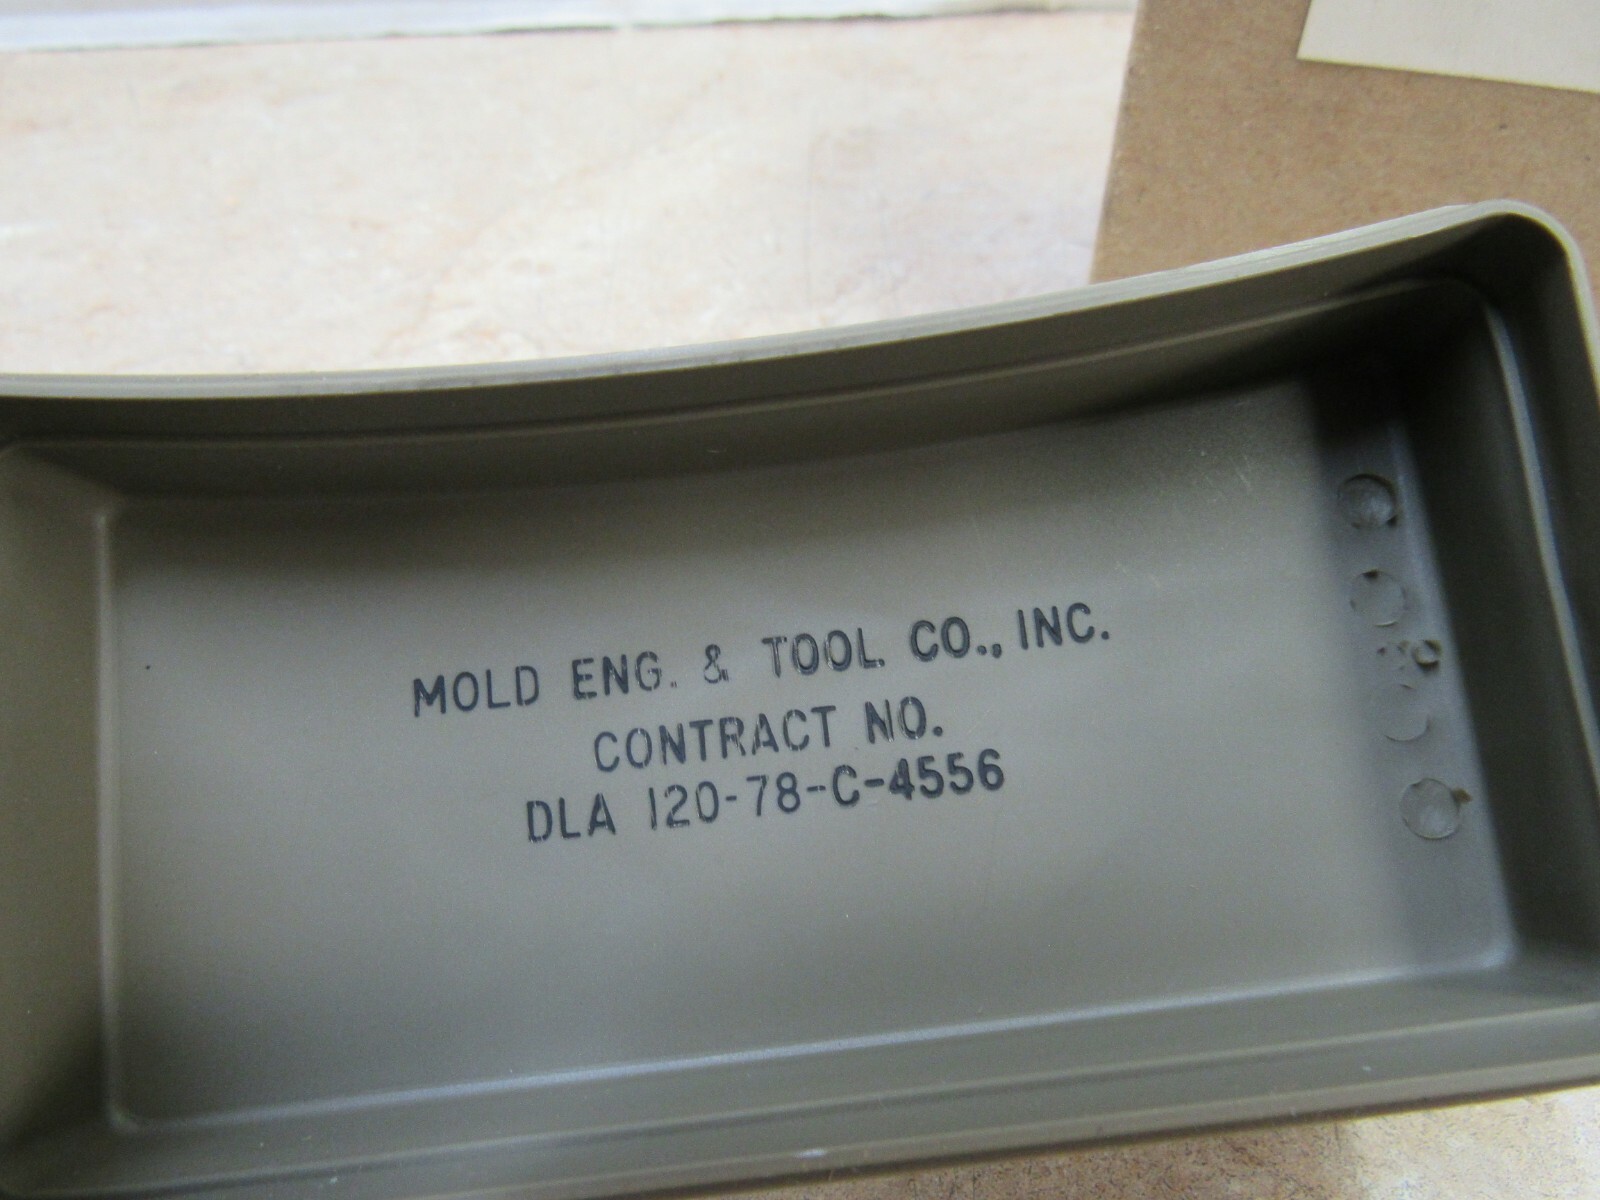 MOLD ENG. & TOOL CO., INC.
CONTRACT NO.
DLA 120-78-C-4556